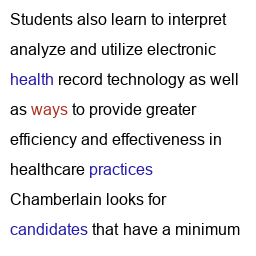 Students also learn to interpret
analyze and utilize electronic
health record technology as well
as ways to provide greater
efficiency and effectiveness in
healthcare practices
Chamberlain looks for
candidates that have a minimum